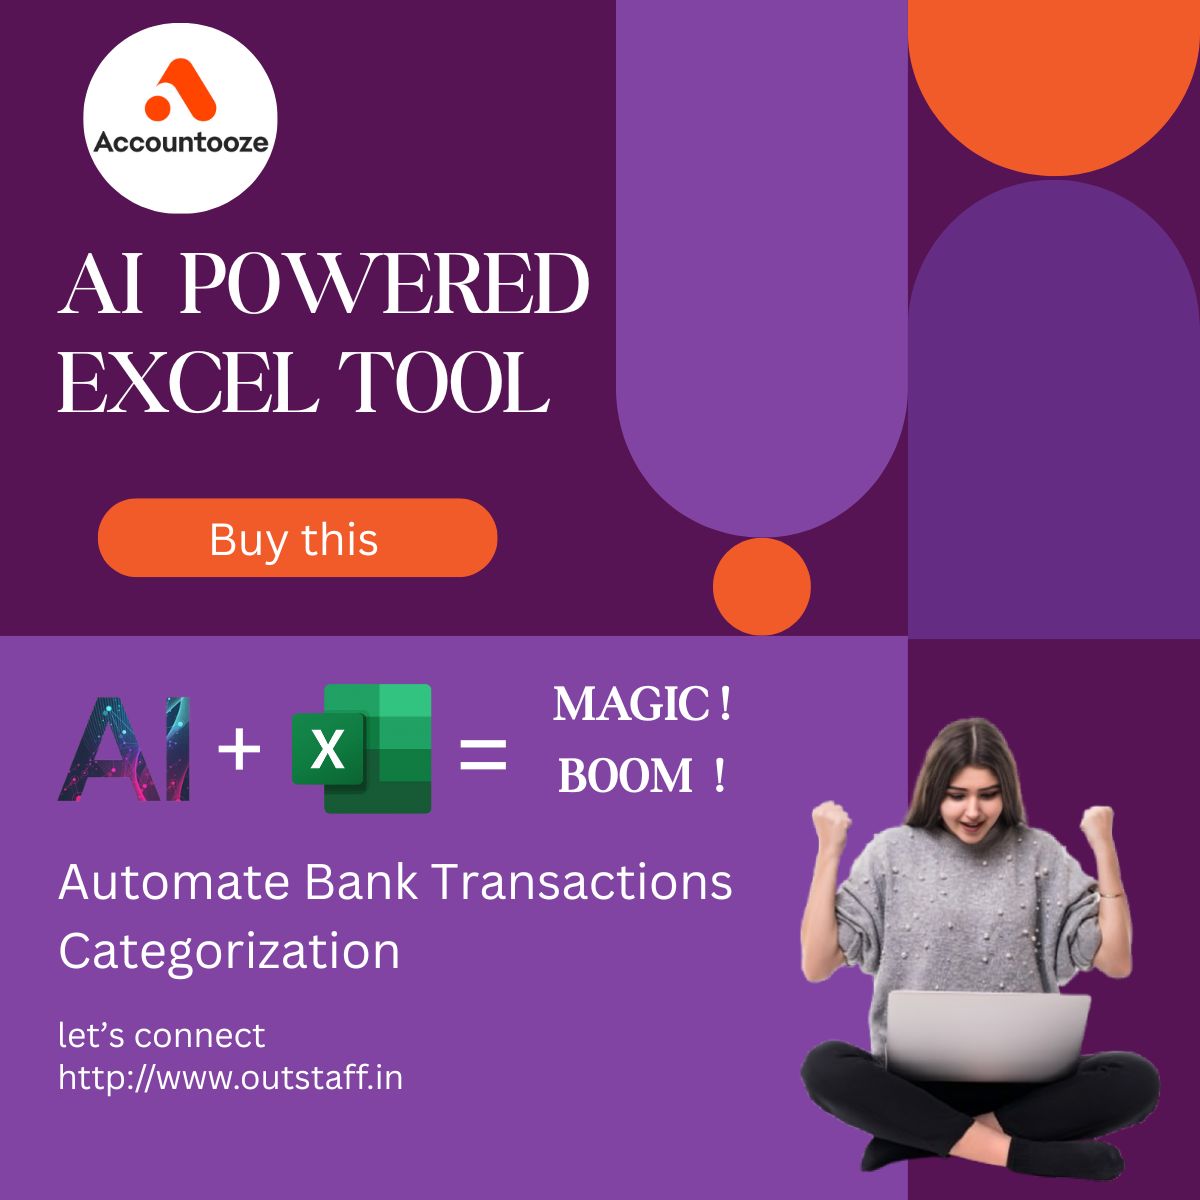 Accountooze
AI POWERED
EXCEL TOOL
Buy this
AI + X = MAGIC !
BOOM !
Automate Bank Transactions
Categorization
let’s connect
http://www.outstaff.in